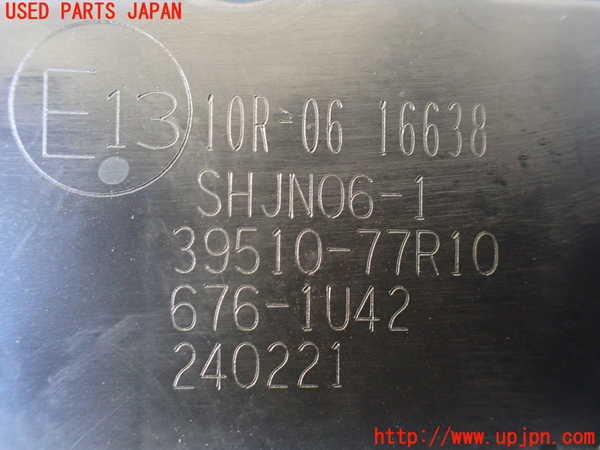 USED PARTS JAPAN
E13 10R-06 16638
SHJN06-1
39510-77R10
676-1U42
240221
http://www.upjpn.com/